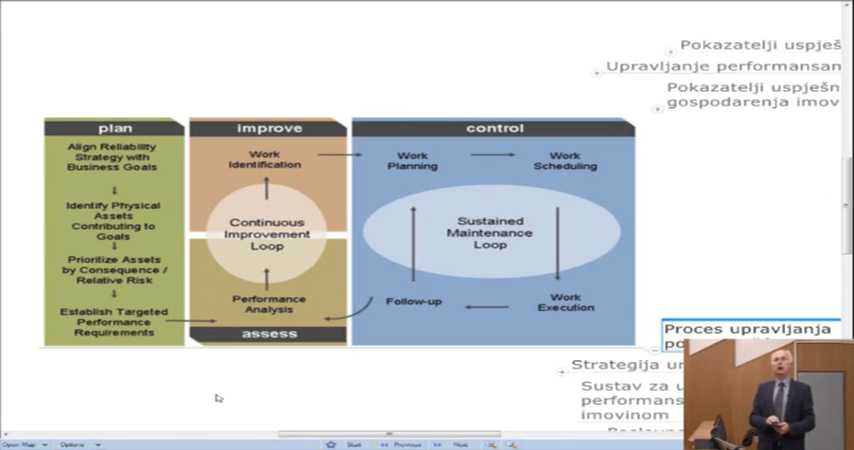 Pokazatelji uspješ
Upravljanje performansam
Pokazatelji uspješn
gospodarenja imov
plan
Align Reliability
Strategy with
Business Goals
Identify Physical
Assets
Contributing to
Goals
Prioritize Assets
by Consequence /
Relative Risk
Establish Targeted
Performance
Requirements
improve
Work
Identification
Continuous
Improvement
Loop
Performance
Analysis
assess
control
Work
Planning
Work
Scheduling
Sustained
Maintenance
Loop
Follow-up
Work
Execution
Proces upravljanja
Strategija
Sustav za u
performans
imovinom
Open Map
Options
Start
Previous
Next